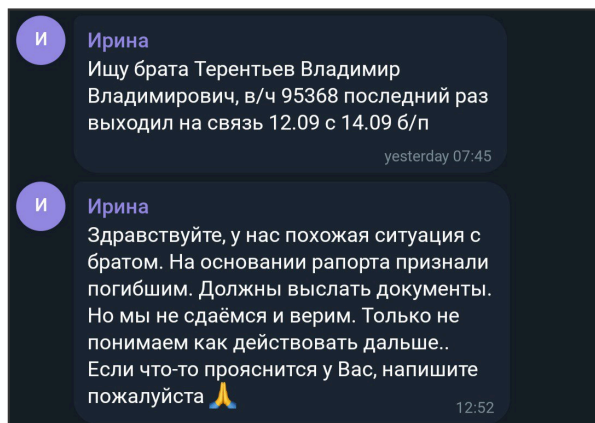 И
Ирина
Ищу брата Терентьев Владимир
Владимирович, в/ч 95368 последний раз
выходил на связь 12.09 с 14.09 б/п
yesterday 07:45
И
Ирина
Здравствуйте, у нас похожая ситуация с
братом. На основании рапорта признали
погибшим. Должны выслать документы.
Но мы не сдаёмся и верим. Только не
понимаем как действовать дальше..
Если что-то прояснится у Вас, напишите
пожалуйста 🙏
12:52